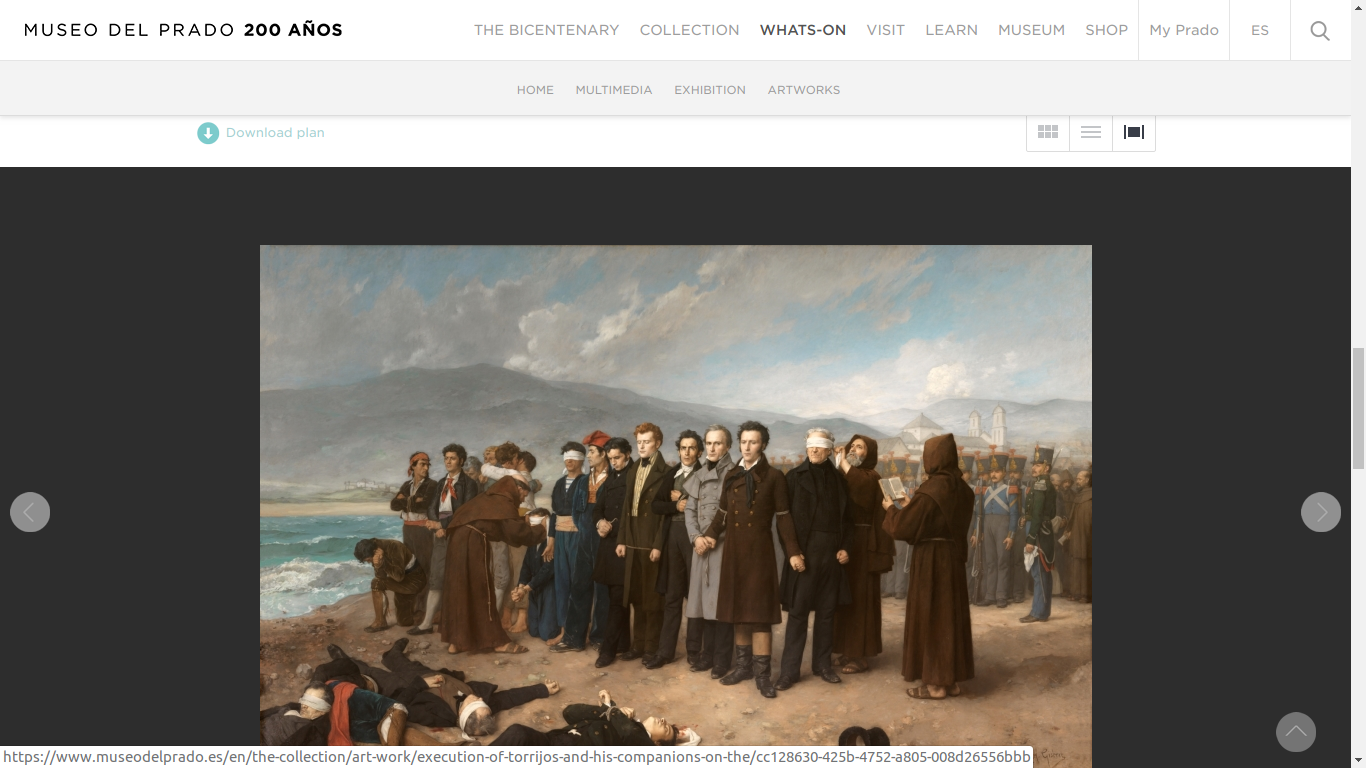 MUSEO DEL PRADO 200 AÑOS
THE BICENTENARY COLLECTION WHATS-ON VISIT LEARN MUSEUM SHOP My Prado ES
HOME MULTIMEDIA EXHIBITION ARTWORKS
Download plan
https://www.museodelprado.es/en/the-collection/art-work/execution-of-torrijos-and-his-companions-on-the/cc128630-425b-4752-a805-008d26556bbb